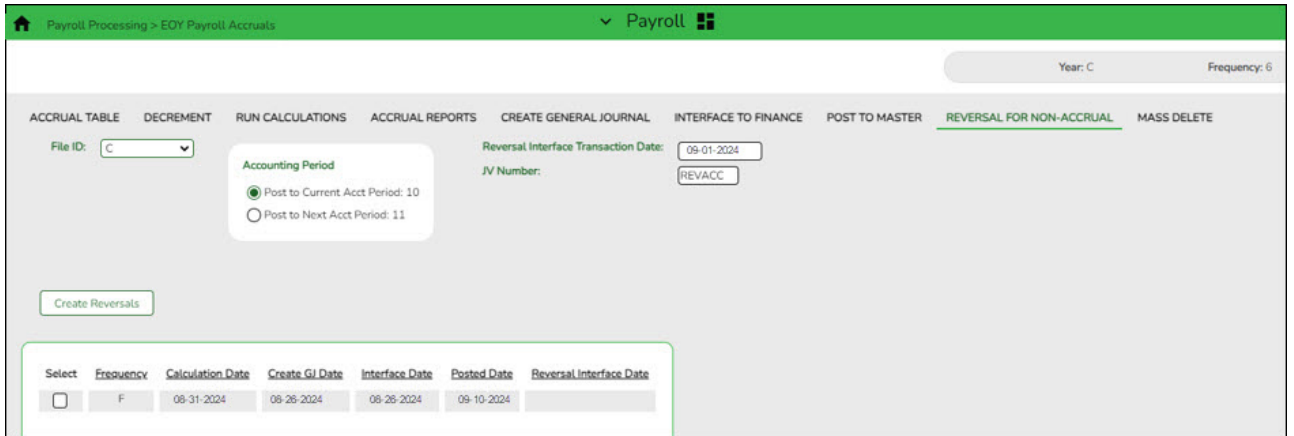 Payroll Processing > EOY Payroll Accruals
Payroll
Year: C Frequency: 6
ACCRUAL TABLE DECREMENT RUN CALCULATIONS ACCRUAL REPORTS CREATE GENERAL JOURNAL INTERFACE TO FINANCE POST TO MASTER REVERSAL FOR NON-ACCRUAL MASS DELETE
File ID: C
Accounting Period
Post to Current Acct Period: 10
Post to Next Acct Period: 11
Reversal Interface Transaction Date: 09-01-2024
JV Number: REVACC
Create Reversals
Select Frequency Calculation Date Create GJ Date Interface Date Posted Date Reversal Interface Date
F 08-31-2024 08-26-2024 08-26-2024 09-10-2024